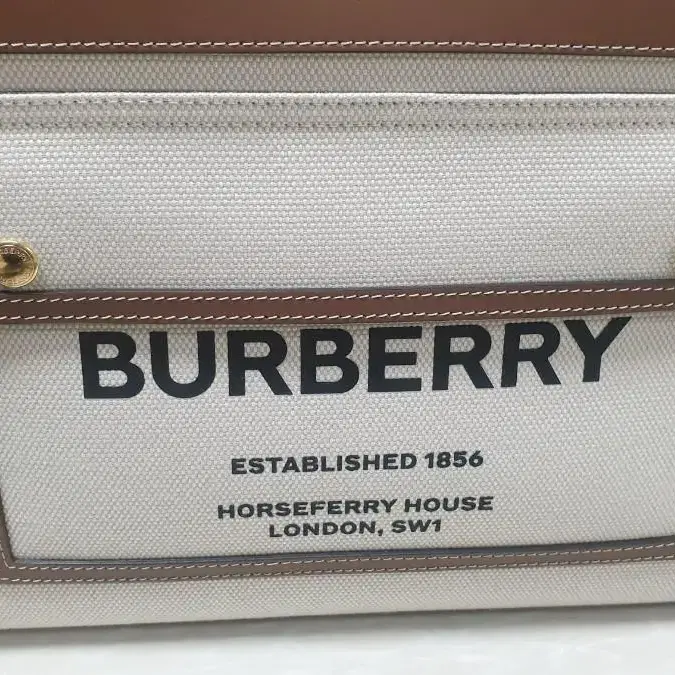 BURBERRY
ESTABLISHED 1856
HORSEFERRY HOUSE
LONDON, SW1